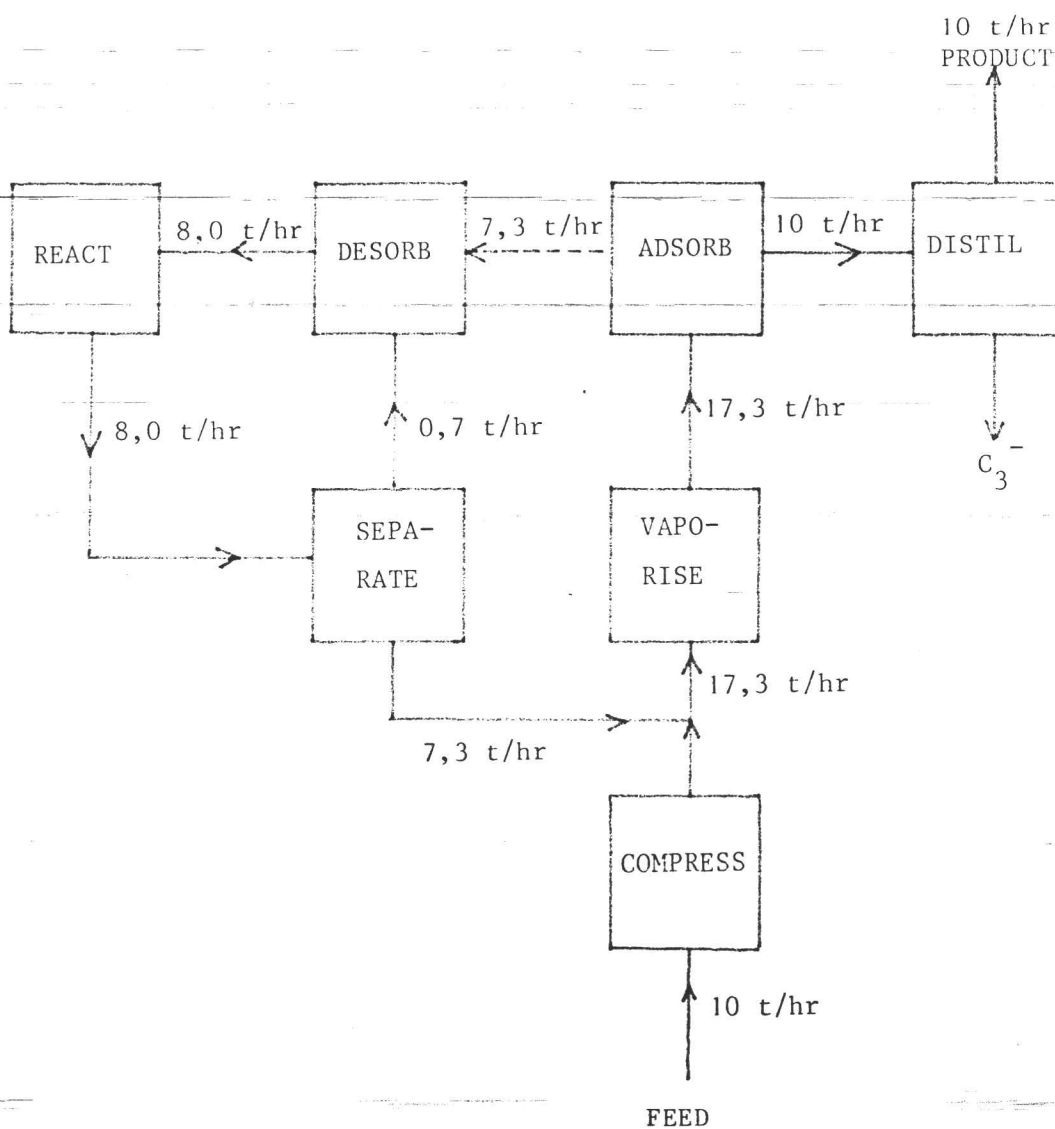 10 t/hr
PRODUCT
REACT
8,0 t/hr
DESORB
7,3 t/hr
ADSORB
10 t/hr
DISTIL
8,0 t/hr
0,7 t/hr
17,3 t/hr
C₃⁻
SEPA-
RATE
VAPO-
RISE
7,3 t/hr
17,3 t/hr
COMPRESS
10 t/hr
FEED